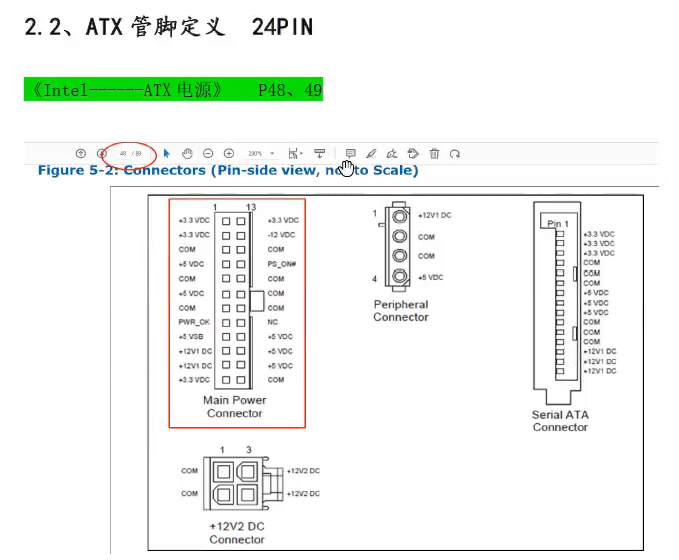 2.2、ATX 管脚定义 24PIN
《Intel------ATX 电源》 P48、49
48 / 89
200%
Figure 5-2: Connectors (Pin-side view, not to Scale)
1 13
+3.3 VDC +3.3 VDC
+3.3 VDC -12 VDC
COM COM
+5 VDC PS_ON#
COM COM
+5 VDC COM
COM COM
PWR_OK NC
+5 VSB +5 VDC
+12V1 DC +5 VDC
+12V1 DC +5 VDC
+3.3 VDC COM
Main Power
Connector
1 +12V1 DC
COM
COM
4 +5 VDC
Peripheral
Connector
Pin 1
+3.3 VDC
+3.3 VDC
+3.3 VDC
COM
COM
COM
+5 VDC
+5 VDC
+5 VDC
COM
COM
COM
+12V1 DC
+12V1 DC
+12V1 DC
Serial ATA
Connector
1 3
COM +12V2 DC
COM +12V2 DC
+12V2 DC
Connector